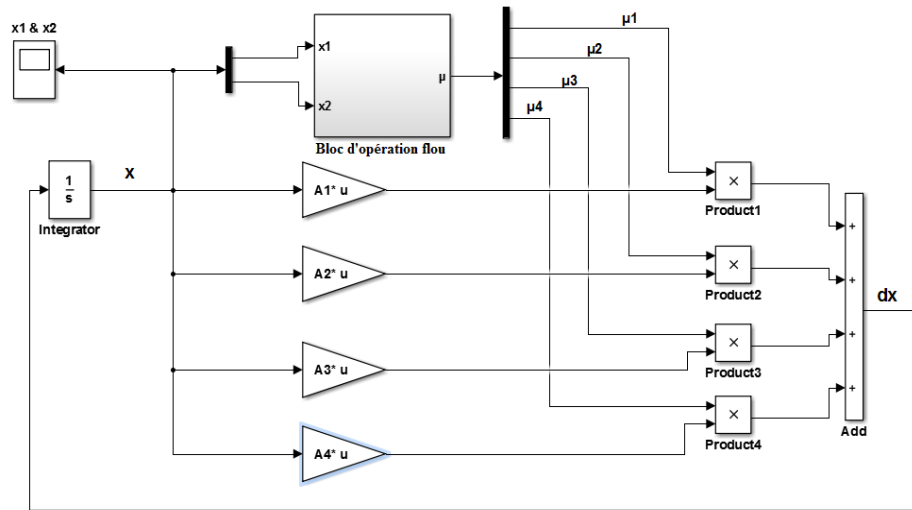 x1 & x2
x1
x2
µ
Bloc d'opération flou
µ1
µ2
µ3
µ4
x
1
s
Integrator
A1* u
A2* u
A3* u
A4* u
×
Product1
×
Product2
×
Product3
×
Product4
+
+
+
+
Add
dx